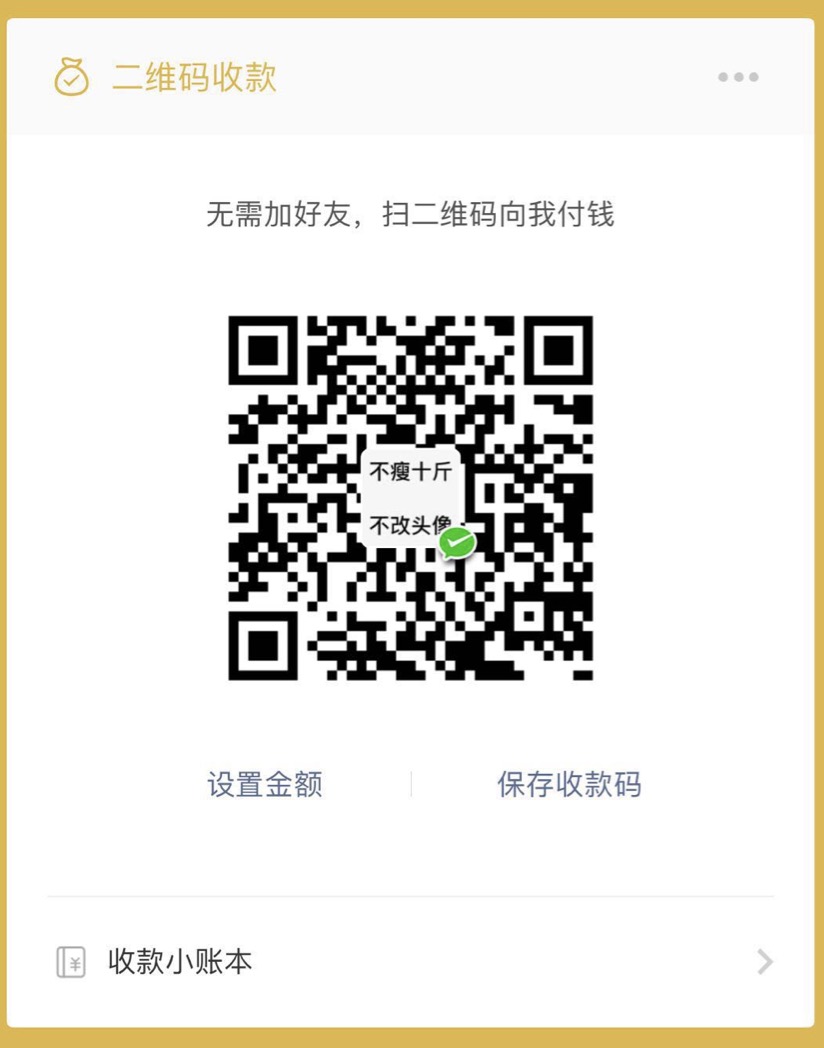 二维码收款
无需加好友，扫二维码向我付钱
不瘦十斤
不改头像
设置金额
保存收款码
收款小账本